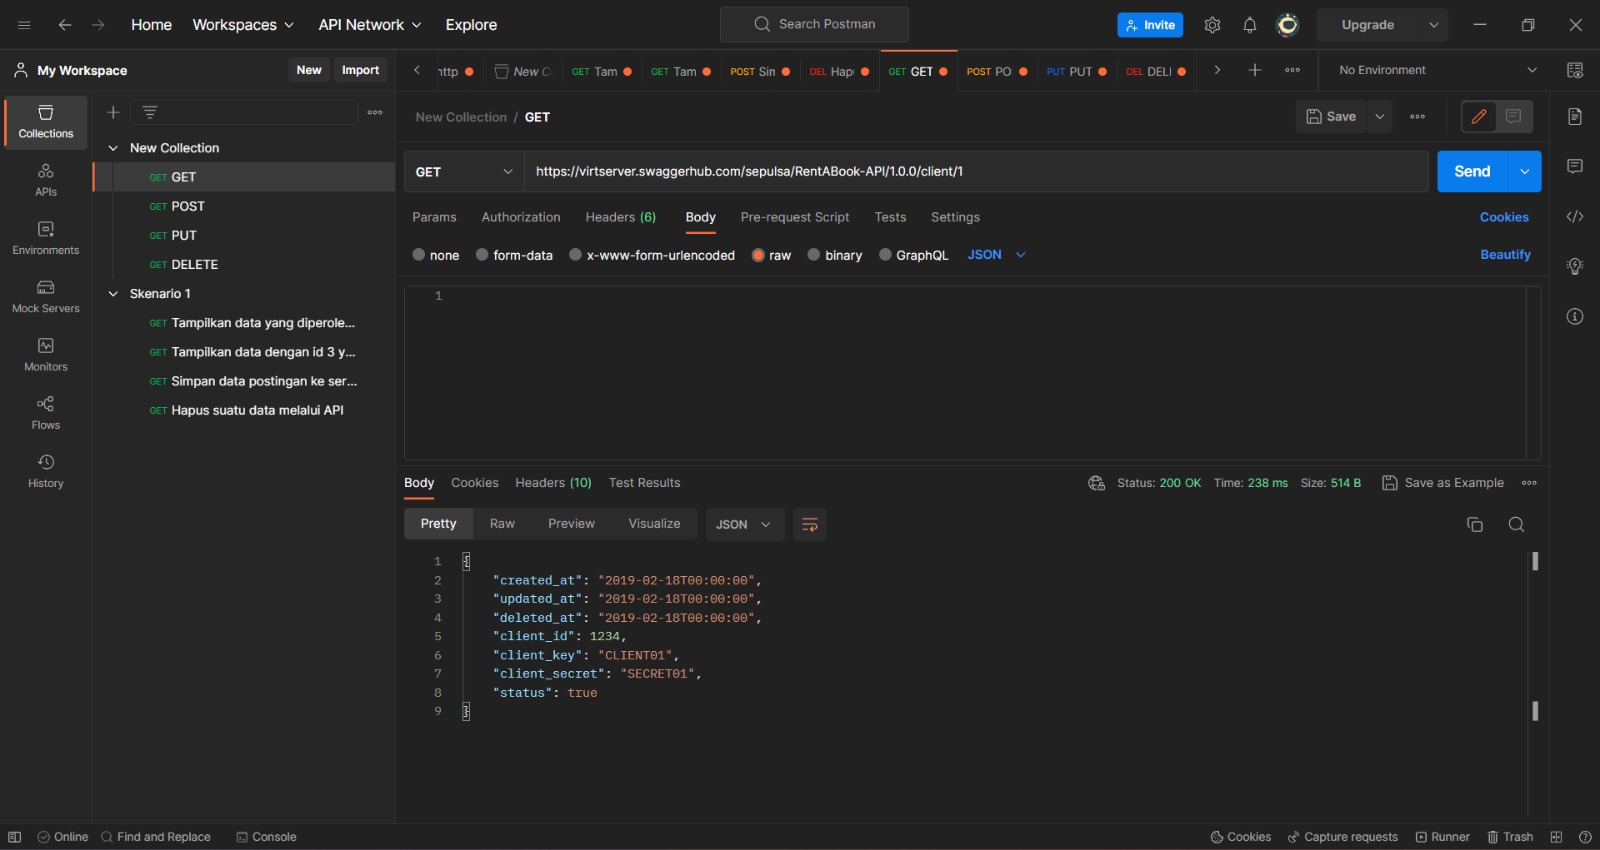 Home Workspaces API Network Explore Search Postman Invite Upgrade
My Workspace New Import
http New C GET Tam GET Tam POST Sin DEL Hap GET GET POST PO PUT PUT DEL DELI No Environment
Collections
APIs
Environments
Mock Servers
Monitors
Flows
History
New Collection
GET GET
GET POST
GET PUT
GET DELETE
Skenario 1
GET Tampilkan data yang diperole...
GET Tampilkan data dengan id 3 y...
GET Simpan data postingan ke ser...
GET Hapus suatu data melalui API
New Collection / GET Save
GET https://virtserver.swaggerhub.com/sepulsa/RentABook-API/1.0.0/client/1 Send
Params Authorization Headers (6) Body Pre-request Script Tests Settings Cookies
none form-data x-www-form-urlencoded raw binary GraphQL JSON Beautify
1
Body Cookies Headers (10) Test Results Status: 200 OK Time: 238 ms Size: 514 B Save as Example
Pretty Raw Preview Visualize JSON
1 {
2 "created_at": "2019-02-18T00:00:00",
3 "updated_at": "2019-02-18T00:00:00",
4 "deleted_at": "2019-02-18T00:00:00",
5 "client_id": 1234,
6 "client_key": "CLIENT01",
7 "client_secret": "SECRET01",
8 "status": true
9 }
Online Find and Replace Console Cookies Capture requests Runner Trash